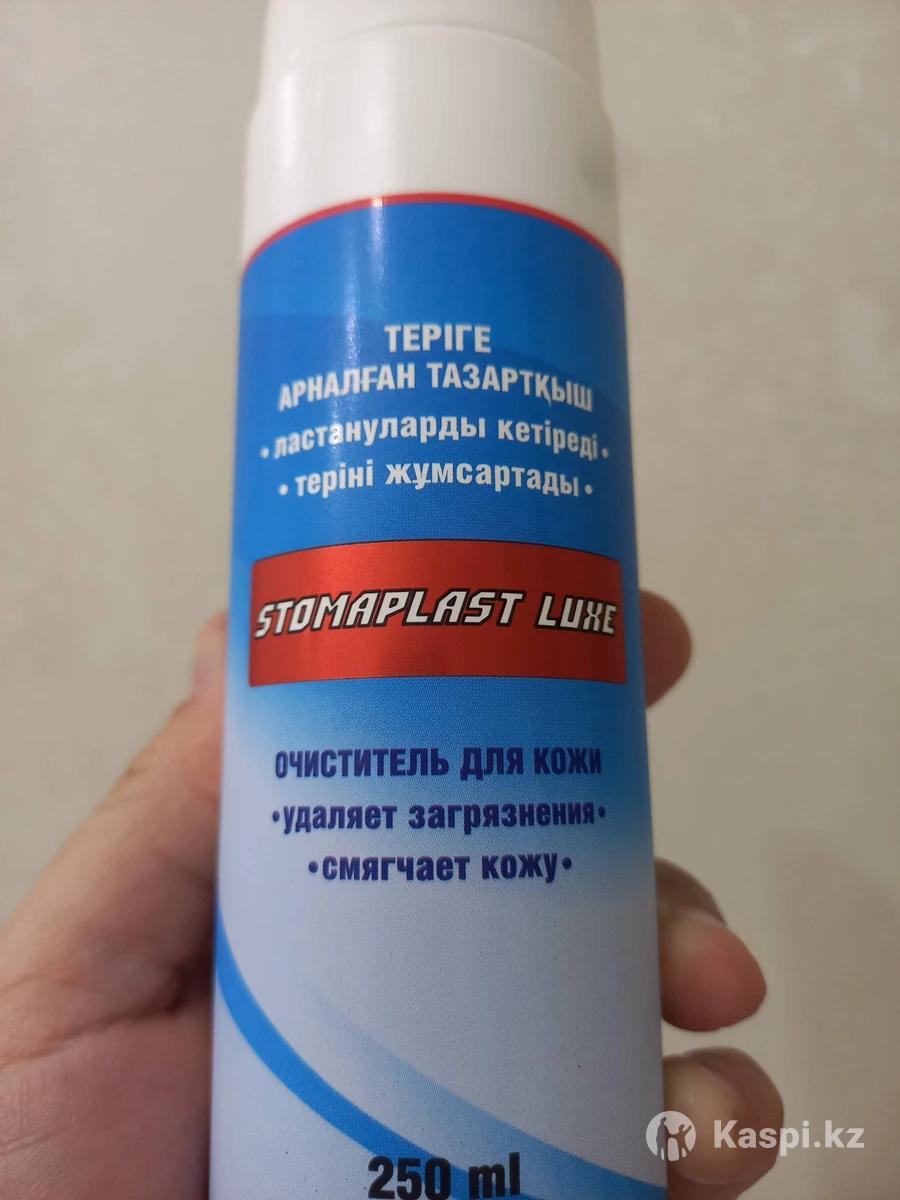 ТЕРІГЕ
АРНАЛҒАН ТАЗАРТҚЫШ
• ластануларды кетіреді •
• теріні жұмсартады •
STOMAPLAST LUXE
ОЧИСТИТЕЛЬ ДЛЯ КОЖИ
•удаляет загрязнения•
•смягчает кожу•
250 ml
Kaspi.kz